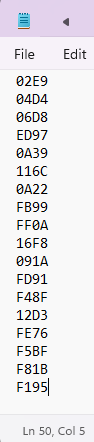 File Edit
02E9
04D4
06D8
ED97
0A39
116C
0A22
FB99
FF0A
16F8
091A
FD91
F48F
12D3
FE76
F5BF
F81B
F195
Ln 50, Col 5